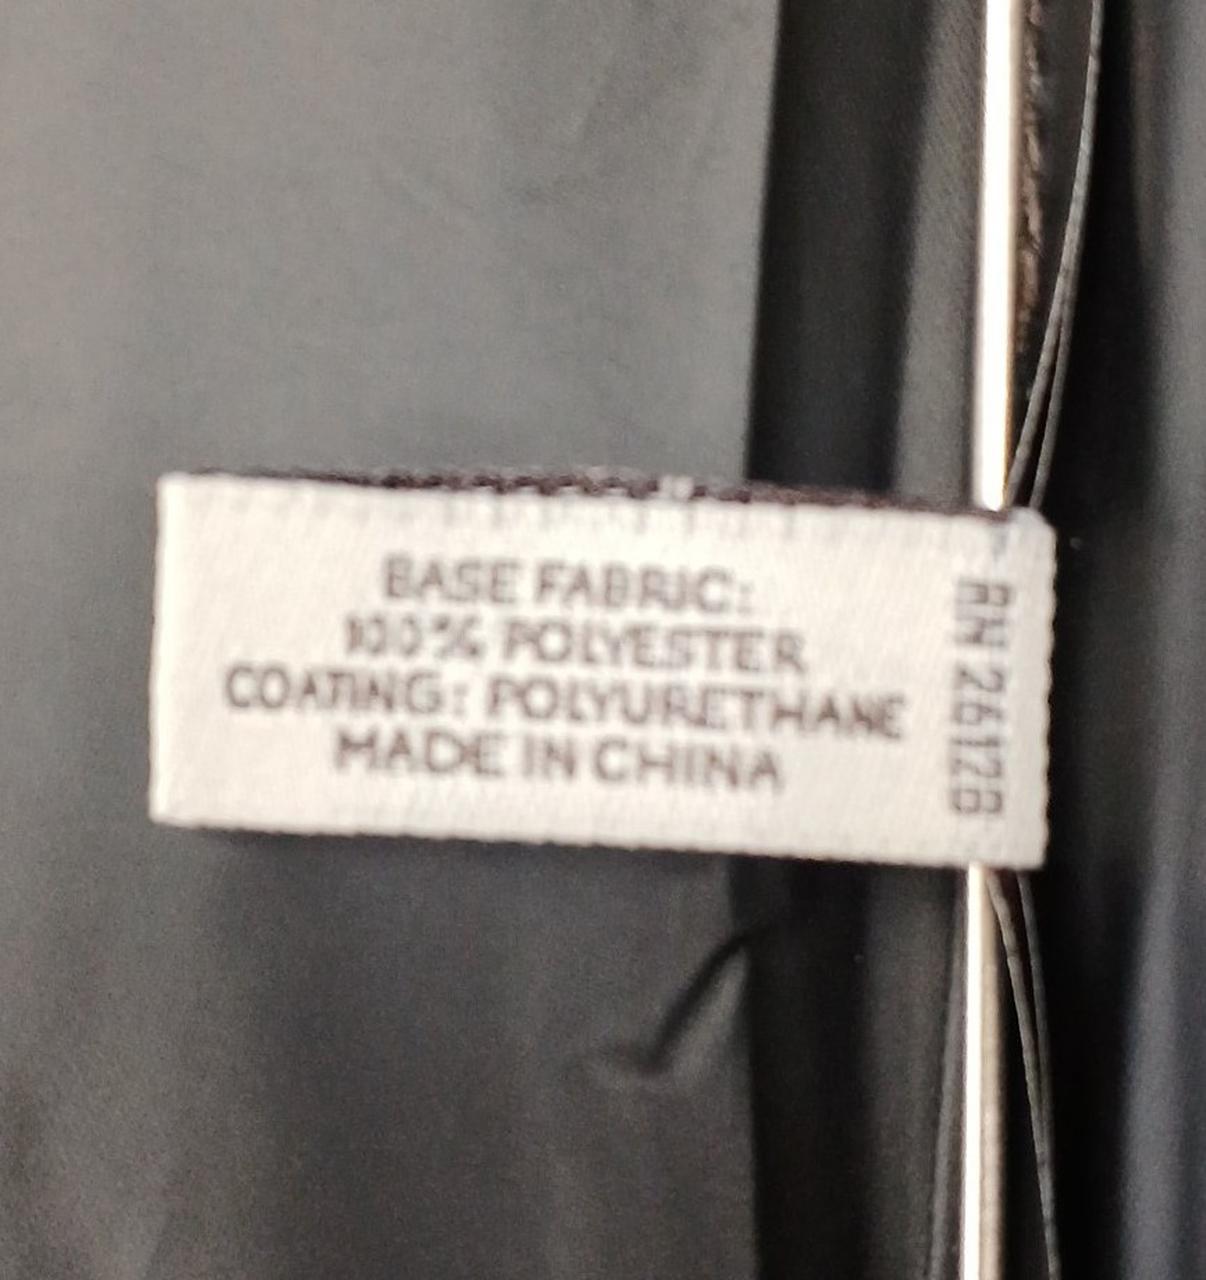 BASE FABRIC:
100% POLYESTER
COATING: POLYURETHANE
MADE IN CHINA
RN 26128